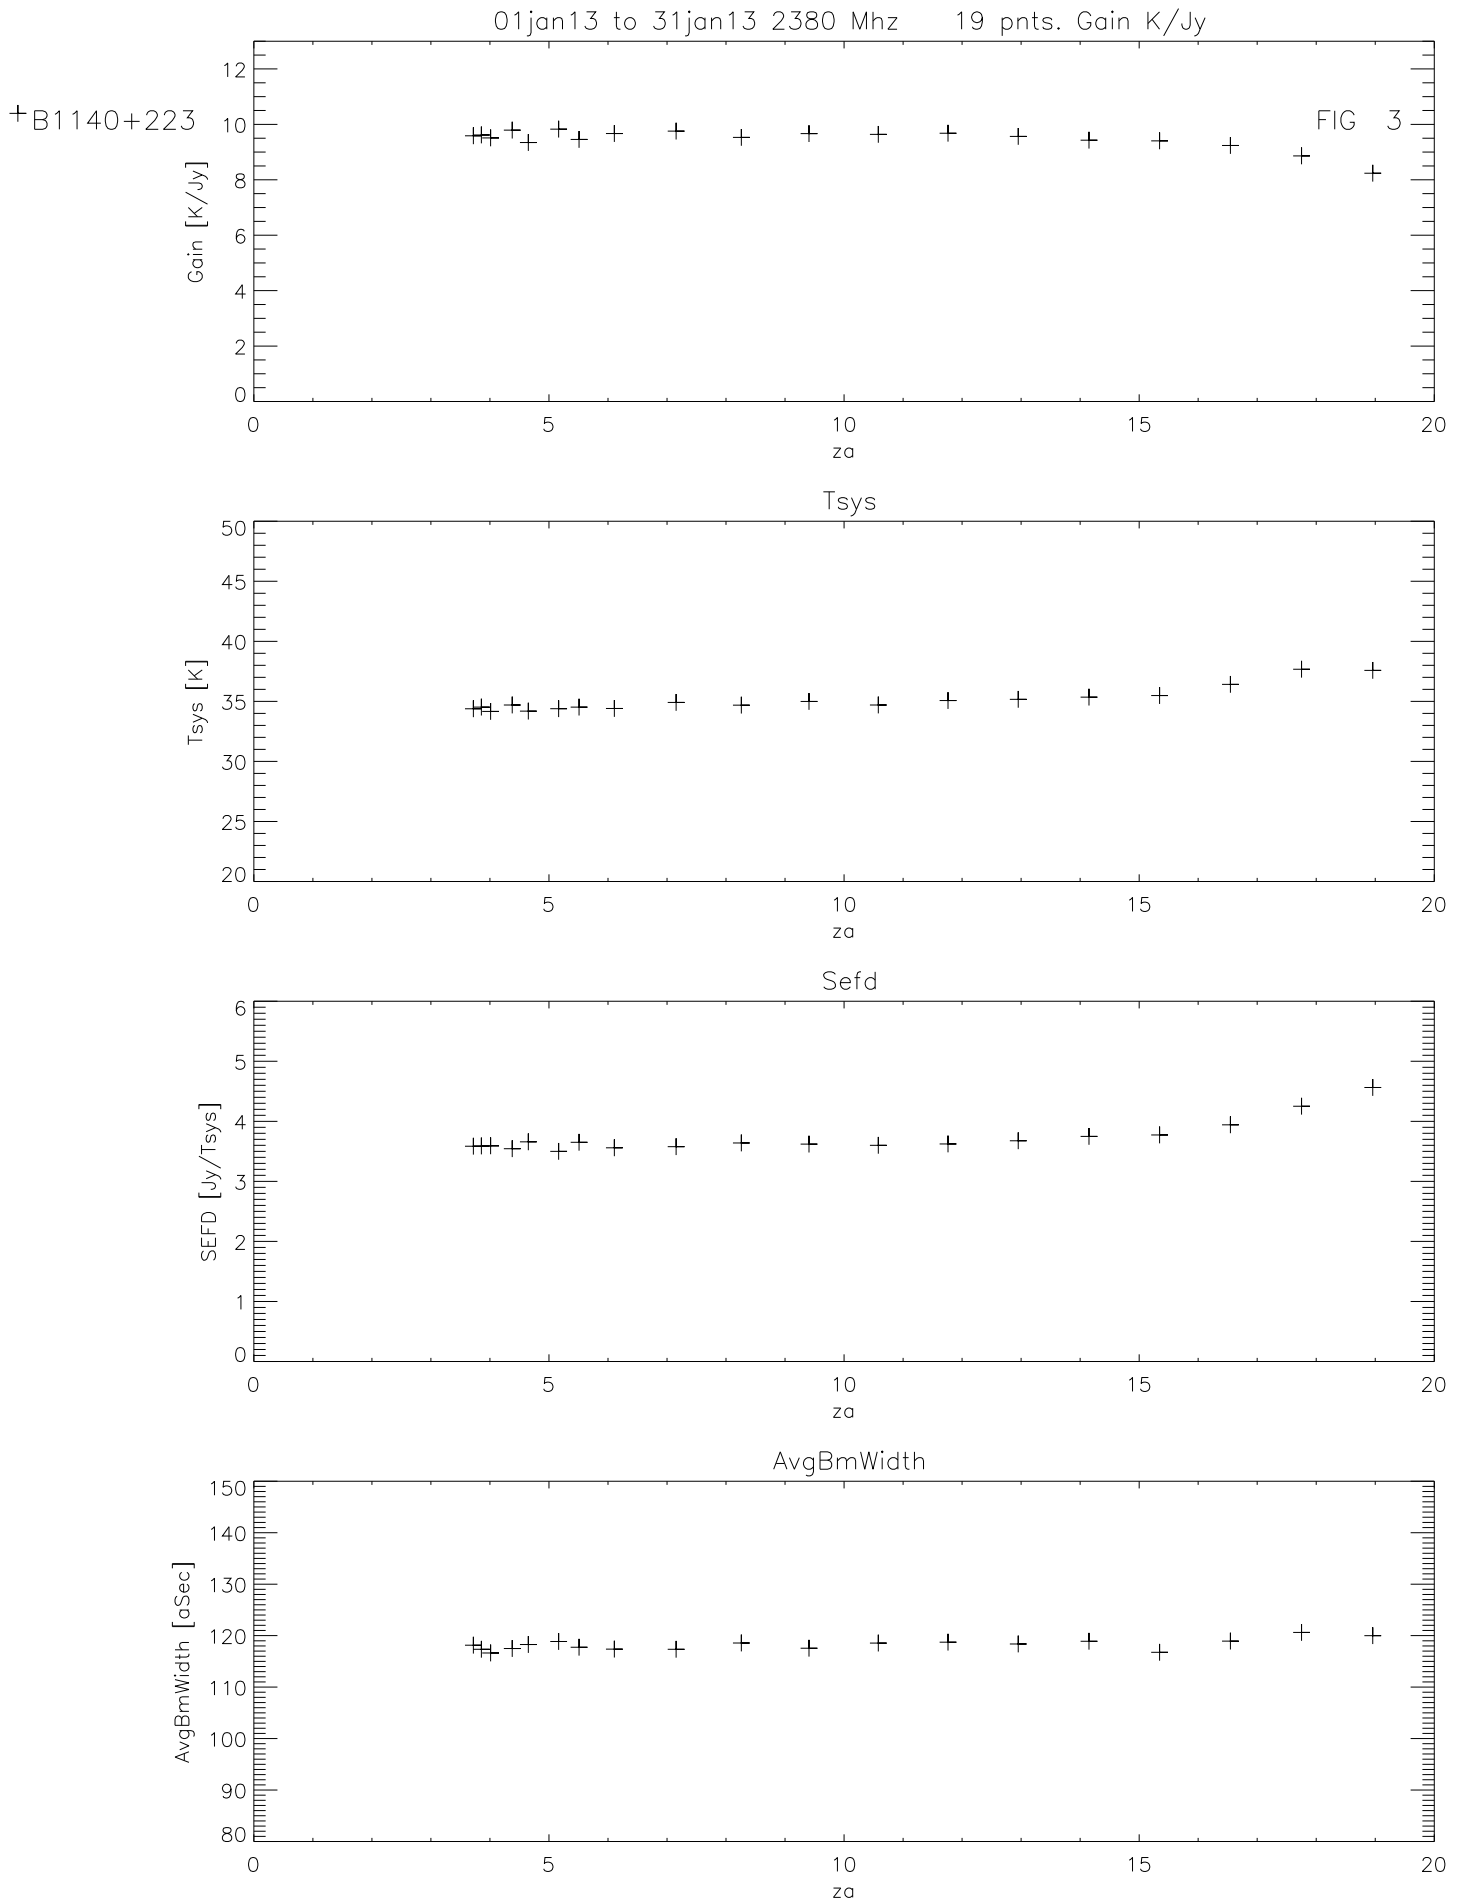 01jan13 to 31jan13 2380 Mhz 19 pnts. Gain K/Jy
+B1140+223
FIG 3
Gain [K/Jy]
12
10
8
6
4
2
0
0 5 10 15 20
za
Tsys
Tsys [K]
50
45
40
35
30
25
20
0 5 10 15 20
za
Sefd
SEFD [Jy/Tsys]
6
5
4
3
2
1
0
0 5 10 15 20
za
AvgBmWidth
AvgBmWidth [aSec]
150
140
130
120
110
100
90
80
0 5 10 15 20
za